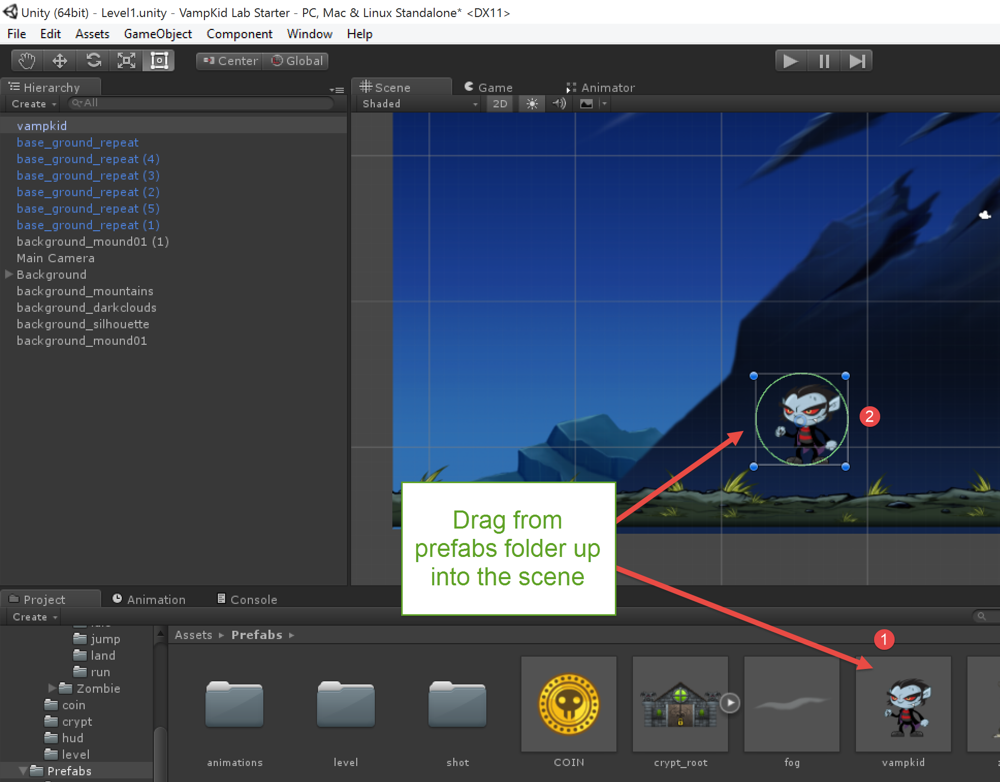 Unity (64bit) - Level1.unity - VampKid Lab Starter - PC, Mac & Linux Standalone* <DX11>
File Edit Assets GameObject Component Window Help
Center Global
Hierarchy
Create All
vampkid
base_ground_repeat
base_ground_repeat (4)
base_ground_repeat (3)
base_ground_repeat (2)
base_ground_repeat (5)
base_ground_repeat (1)
background_mound01 (1)
Main Camera
Background
background_mountains
background_darkclouds
background_silhouette
background_mound01
Scene Game Animator
Shaded 2D
2
Drag from
prefabs folder up
into the scene
1
Project Animation Console
Create
jump
land
run
Zombie
coin
crypt
hud
level
Prefabs
Assets Prefabs
animations level shot COIN crypt_root fog vampkid